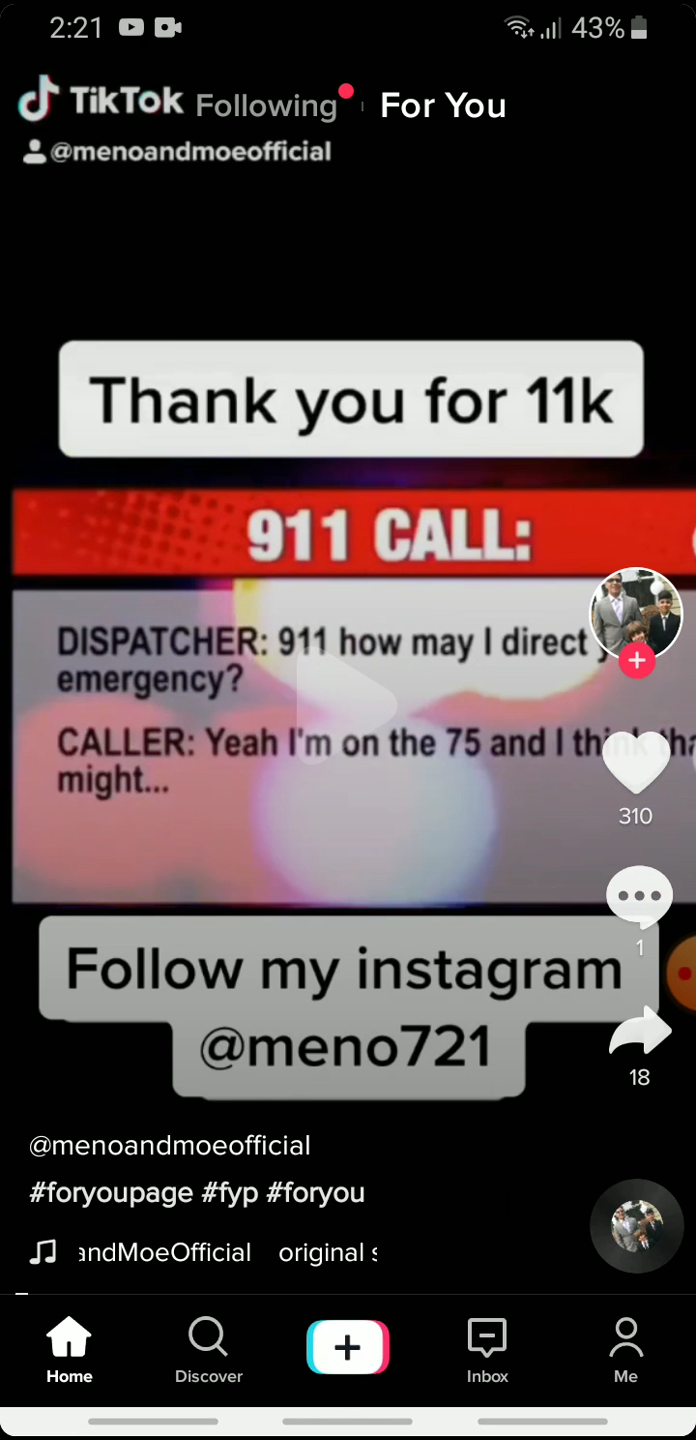 2:21
43%
TikTok
Following
For You
@menoandmoeofficial
Thank you for 11k
911 CALL:
DISPATCHER: 911 how may I direct
emergency?
CALLER: Yeah I'm on the 75 and I think
might...
310
1
18
Follow my instagram
@meno721
@menoandmoeofficial
#foryoupage #fyp #foryou
andMoeOfficial original
Home
Discover
Inbox
Me